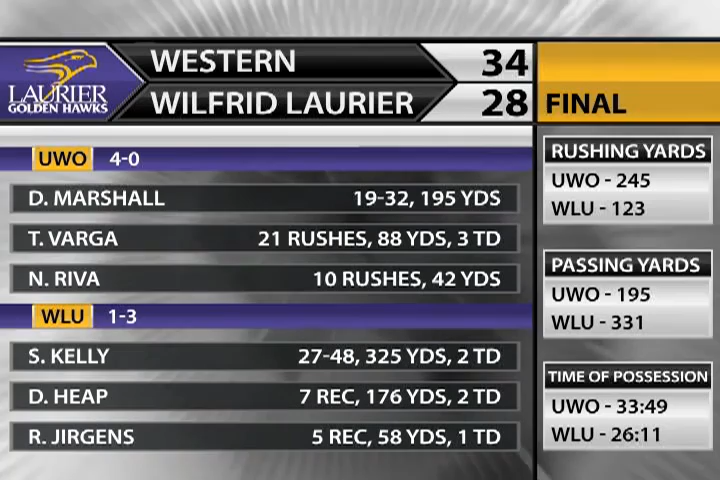 LAURIER
GOLDEN HAWKS
WESTERN 34
WILFRID LAURIER 28
FINAL
UWO 4-0
D. MARSHALL 19-32, 195 YDS
T. VARGA 21 RUSHES, 88 YDS, 3 TD
N. RIVA 10 RUSHES, 42 YDS
WLU 1-3
S. KELLY 27-48, 325 YDS, 2 TD
D. HEAP 7 REC, 176 YDS, 2 TD
R. JIRGENS 5 REC, 58 YDS, 1 TD
RUSHING YARDS
UWO - 245
WLU - 123
PASSING YARDS
UWO - 195
WLU - 331
TIME OF POSSESSION
UWO - 33:49
WLU - 26:11